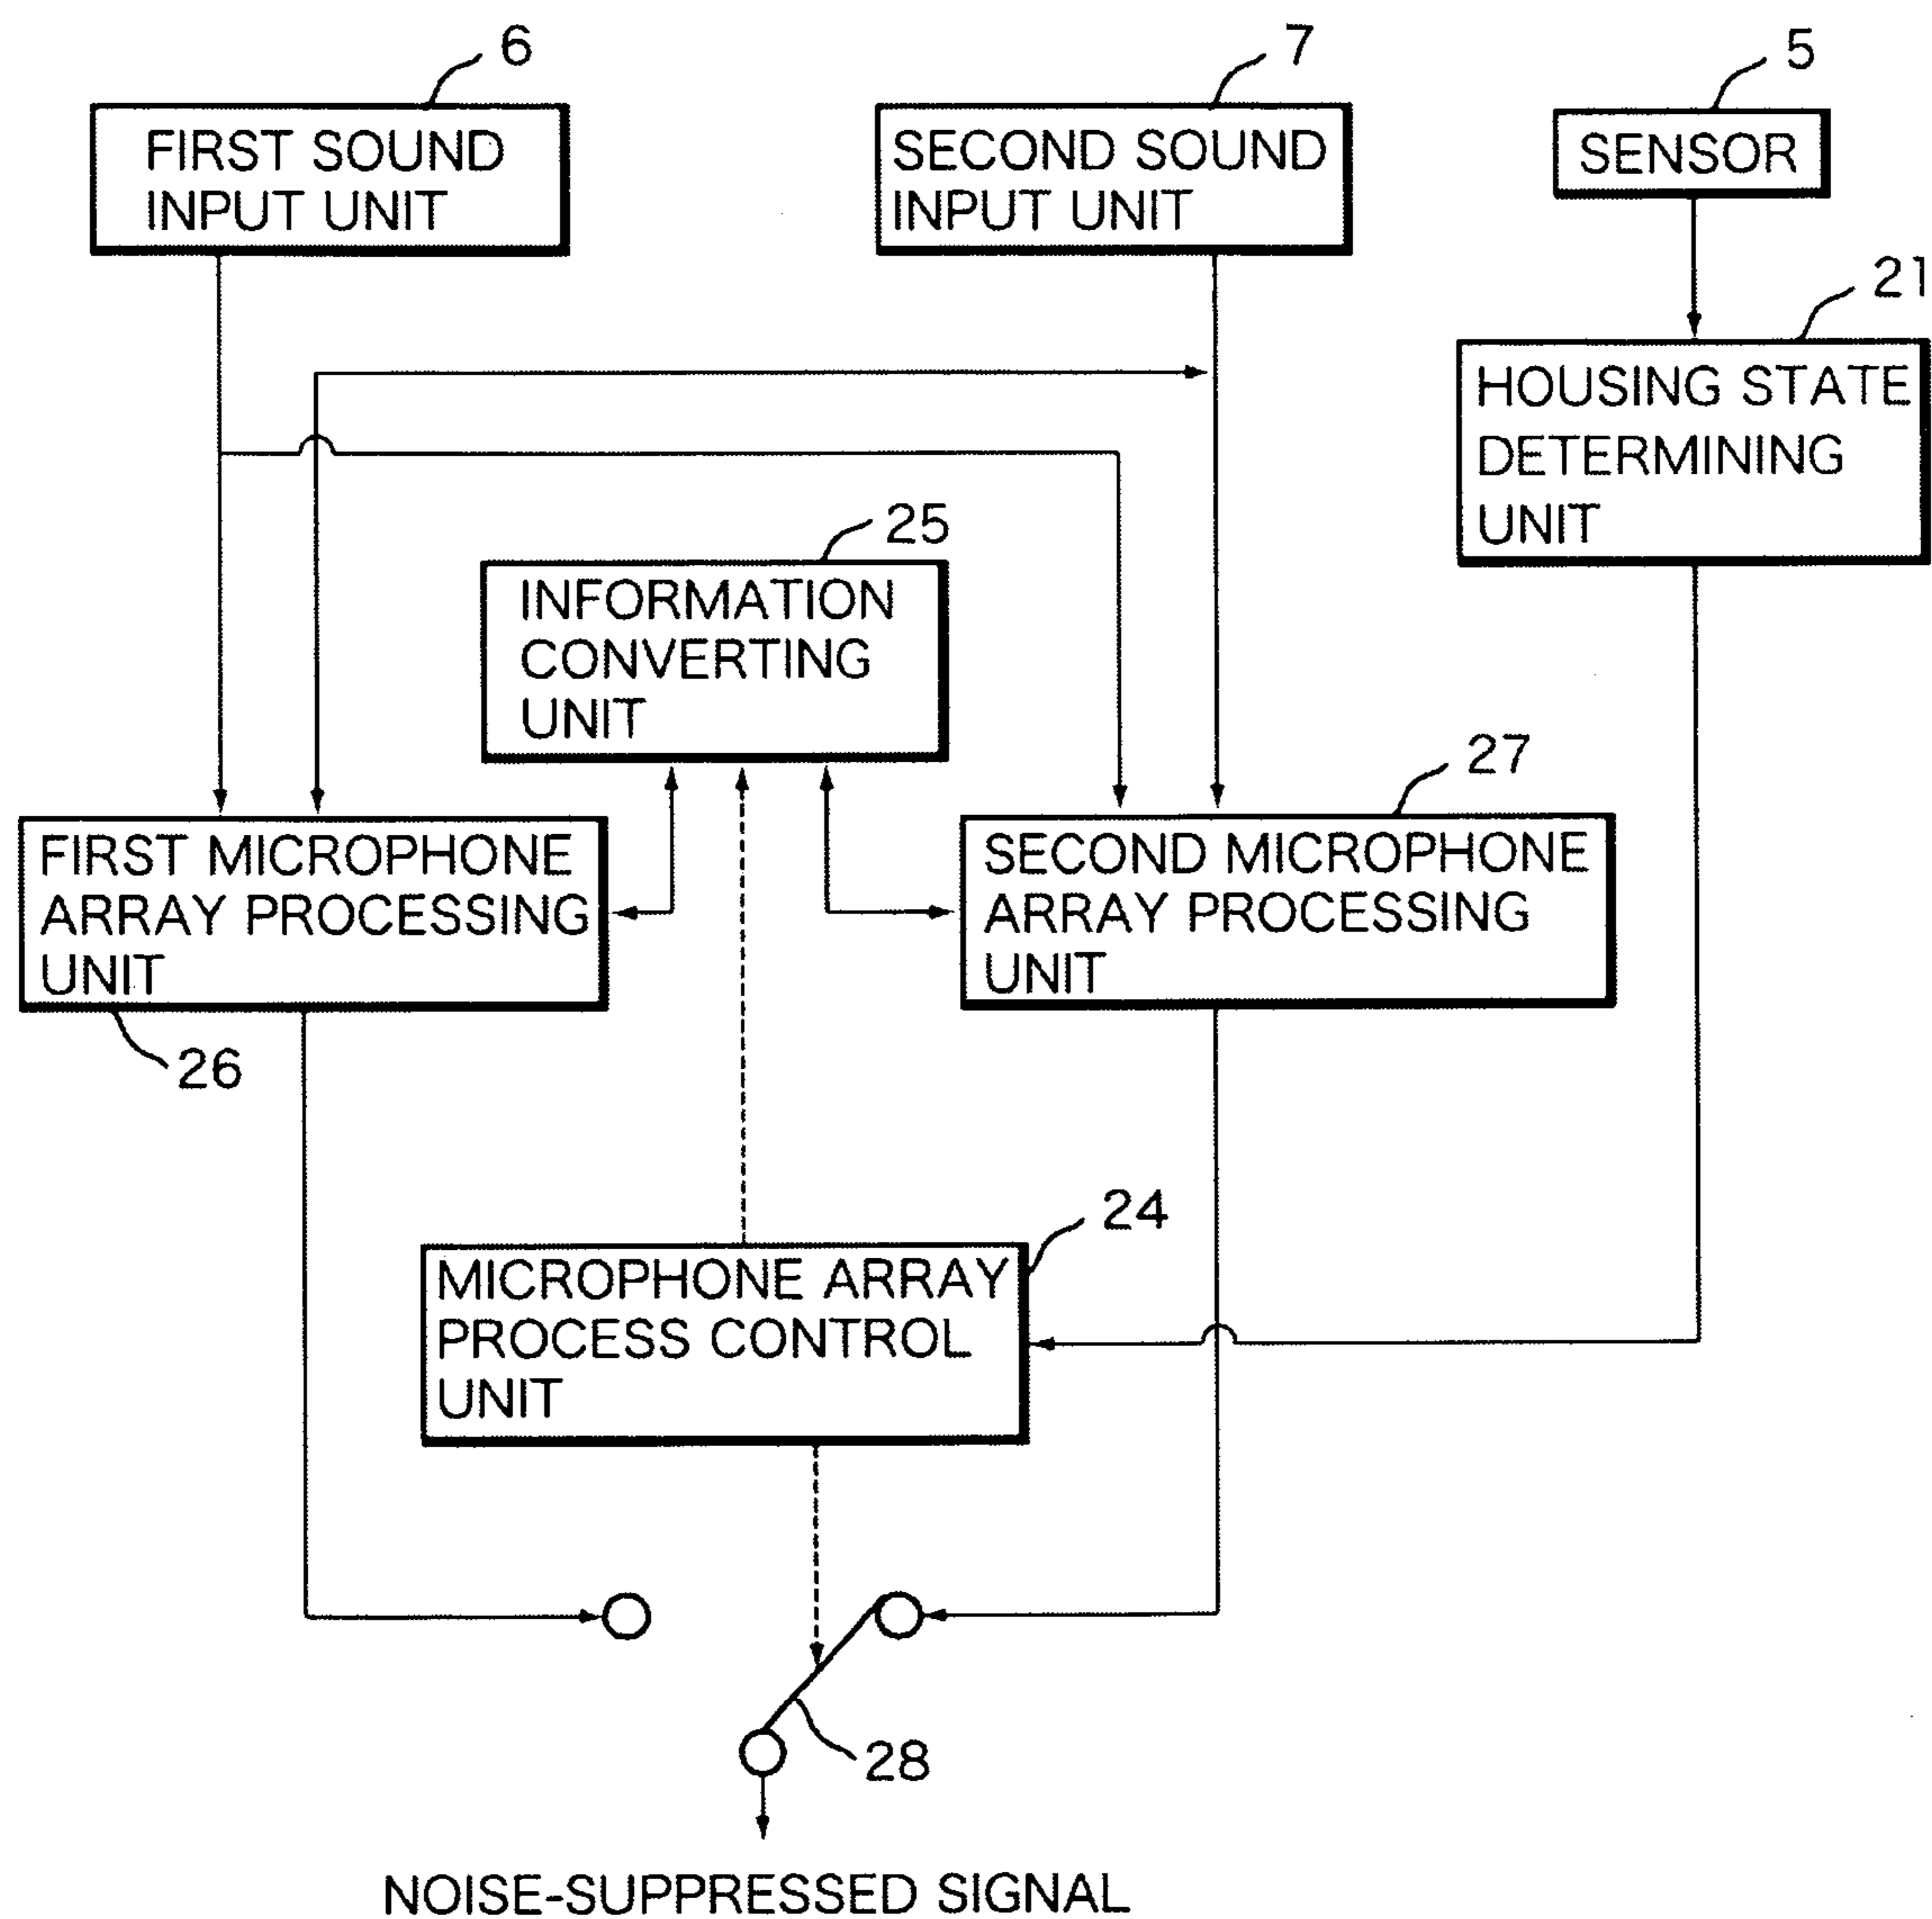 6
7
5
FIRST SOUND
INPUT UNIT
SECOND SOUND
INPUT UNIT
SENSOR
21
HOUSING STATE
DETERMINING
UNIT
25
INFORMATION
CONVERTING
UNIT
27
FIRST MICROPHONE
ARRAY PROCESSING
UNIT
SECOND MICROPHONE
ARRAY PROCESSING
UNIT
26
24
MICROPHONE ARRAY
PROCESS CONTROL
UNIT
28
NOISE-SUPPRESSED SIGNAL